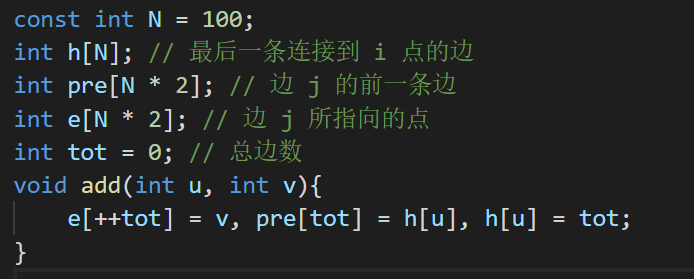 const int N = 100;
int h[N]; // 最后一条连接到 i 点的边
int pre[N * 2]; // 边 j 的前一条边
int e[N * 2]; // 边 j 所指向的点
int tot = 0; // 总边数
void add(int u, int v){
    e[++tot] = v, pre[tot] = h[u], h[u] = tot;
}